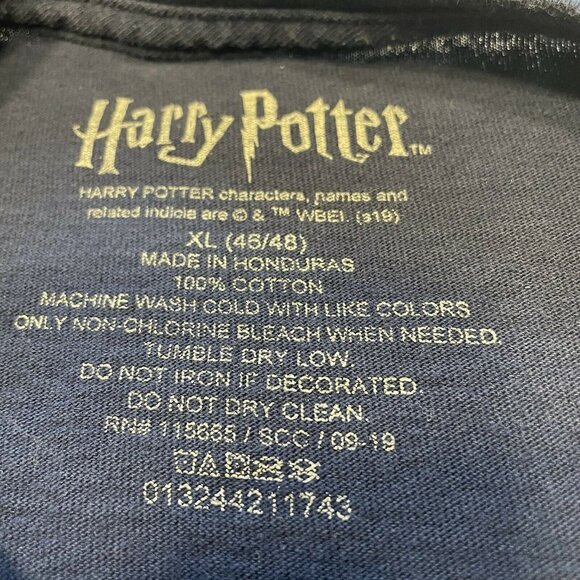 Harry Potter™
HARRY POTTER characters, names and
related indicia are © & ™ WBEI. (s19)
XL (46/48)
MADE IN HONDURAS
100% COTTON
MACHINE WASH COLD WITH LIKE COLORS
ONLY NON-CHLORINE BLEACH WHEN NEEDED.
TUMBLE DRY LOW.
DO NOT IRON IF DECORATED.
DO NOT DRY CLEAN.
RN# 115665 / SCC / 09-19
013244211743